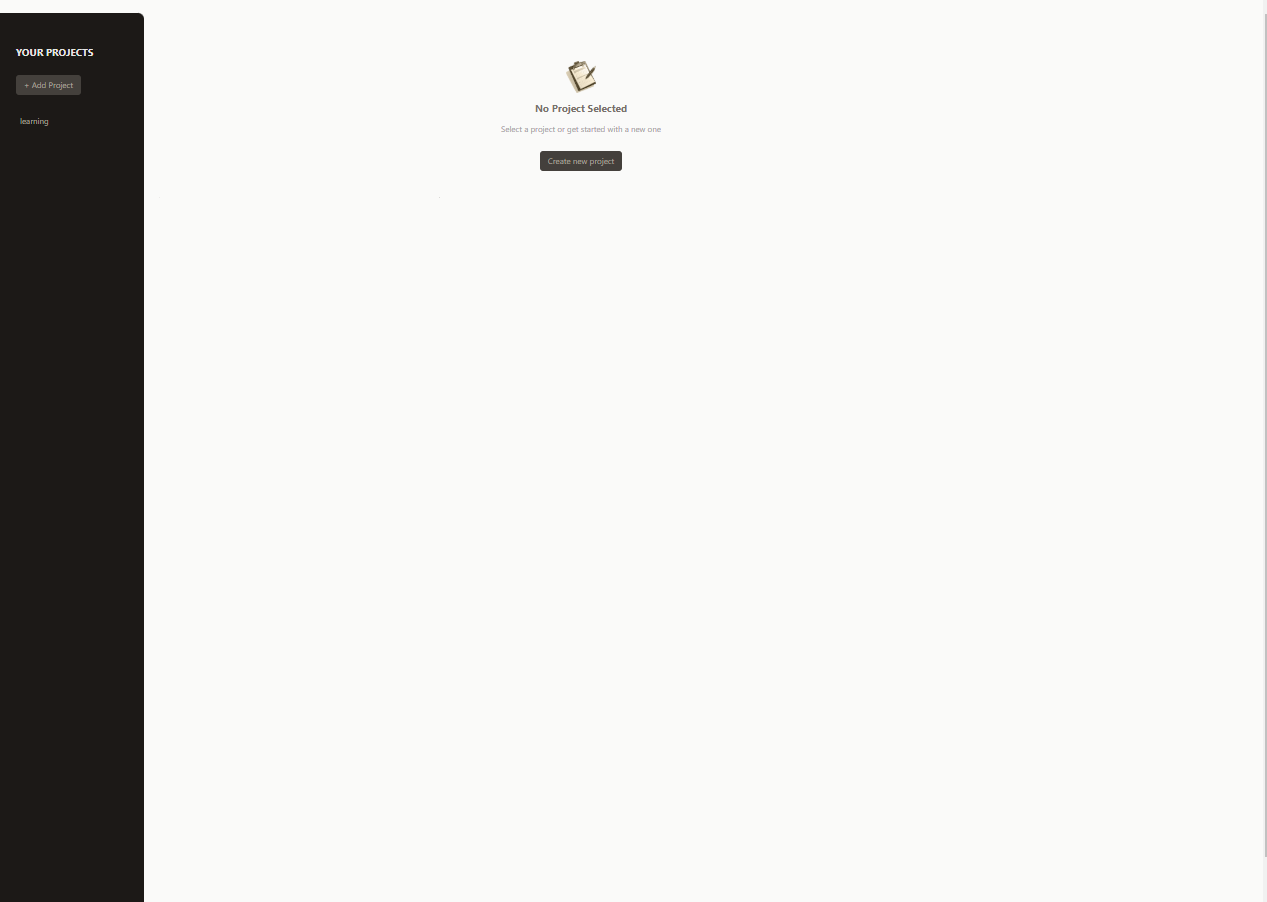 YOUR PROJECTS
+ Add Project
learning
No Project Selected
Select a project or get started with a new one
Create new project